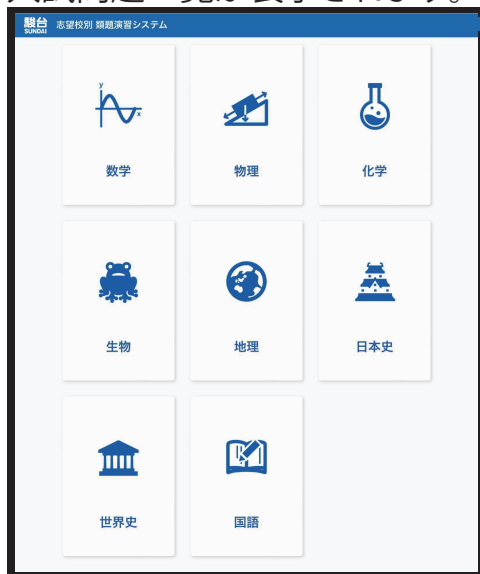 駿台 志望校別 類題演習システム
SUNDAI
y
x
数学 物理 化学
生物 地理 日本史
世界史 国語